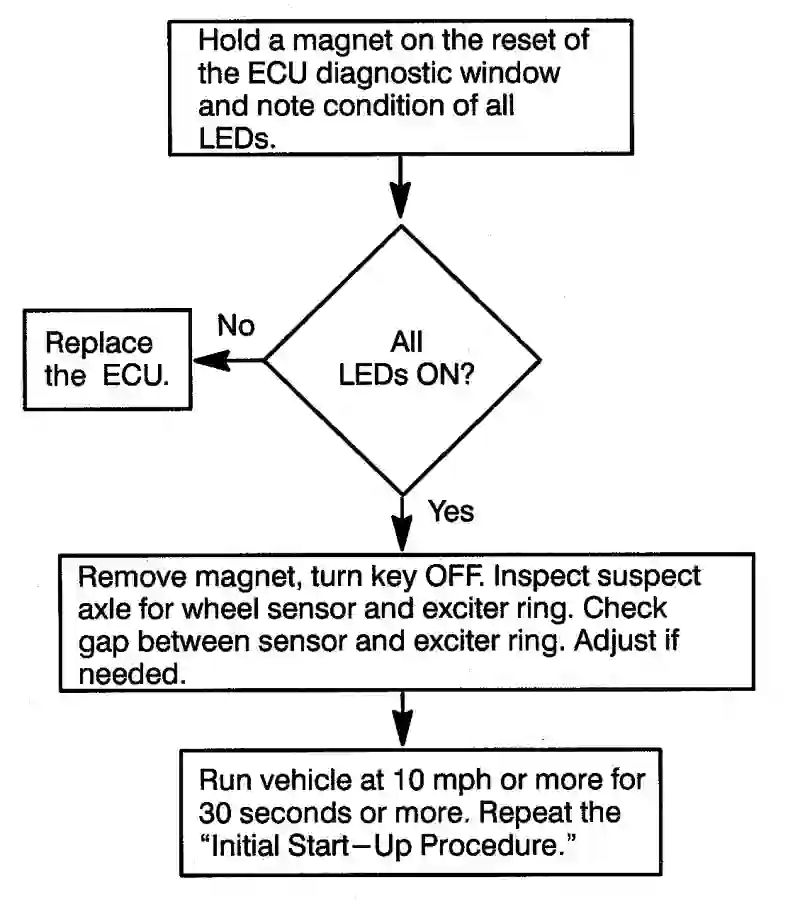 Hold a magnet on the reset of
the ECU diagnostic window
and note condition of all
LEDs.
No
Replace
the ECU.
All
LEDs ON?
Yes
Remove magnet, turn key OFF. Inspect suspect
axle for wheel sensor and exciter ring. Check
gap between sensor and exciter ring. Adjust if
needed.
Run vehicle at 10 mph or more for
30 seconds or more. Repeat the
“Initial Start–Up Procedure.”